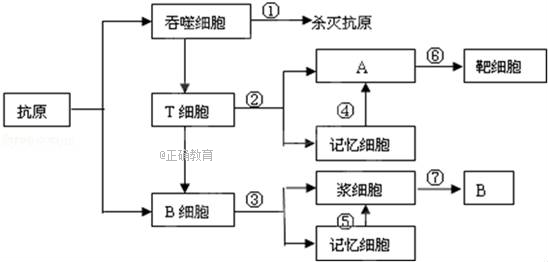 吞噬细胞 ① 杀灭抗原
A ⑥ 靶细胞
抗原 T 细胞 ②
④
记忆细胞
@正确教育
浆细胞 ⑦ B
B 细胞 ③
⑤
记忆细胞